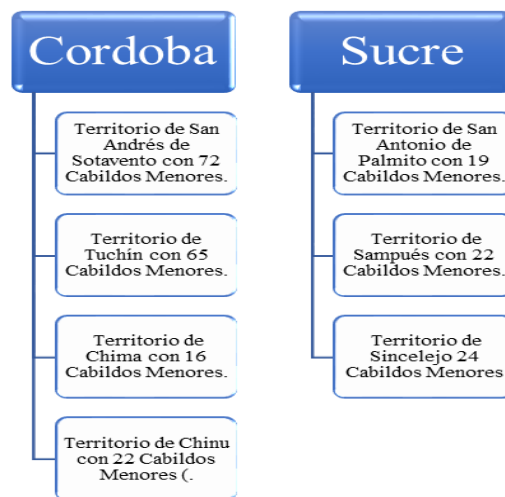 Cordoba
Territorio de San
Andrés de
Sotavento con 72
Cabildos Menores.
Territorio de
Tuchín con 65
Cabildos Menores.
Territorio de
Chima con 16
Cabildos Menores.
Territorio de Chinu
con 22 Cabildos
Menores (.
Sucre
Territorio de San
Antonio de
Palmito con 19
Cabildos Menores.
Territorio de
Sampués con 22
Cabildos Menores.
Territorio de
Sincelejo 24
Cabildos Menores